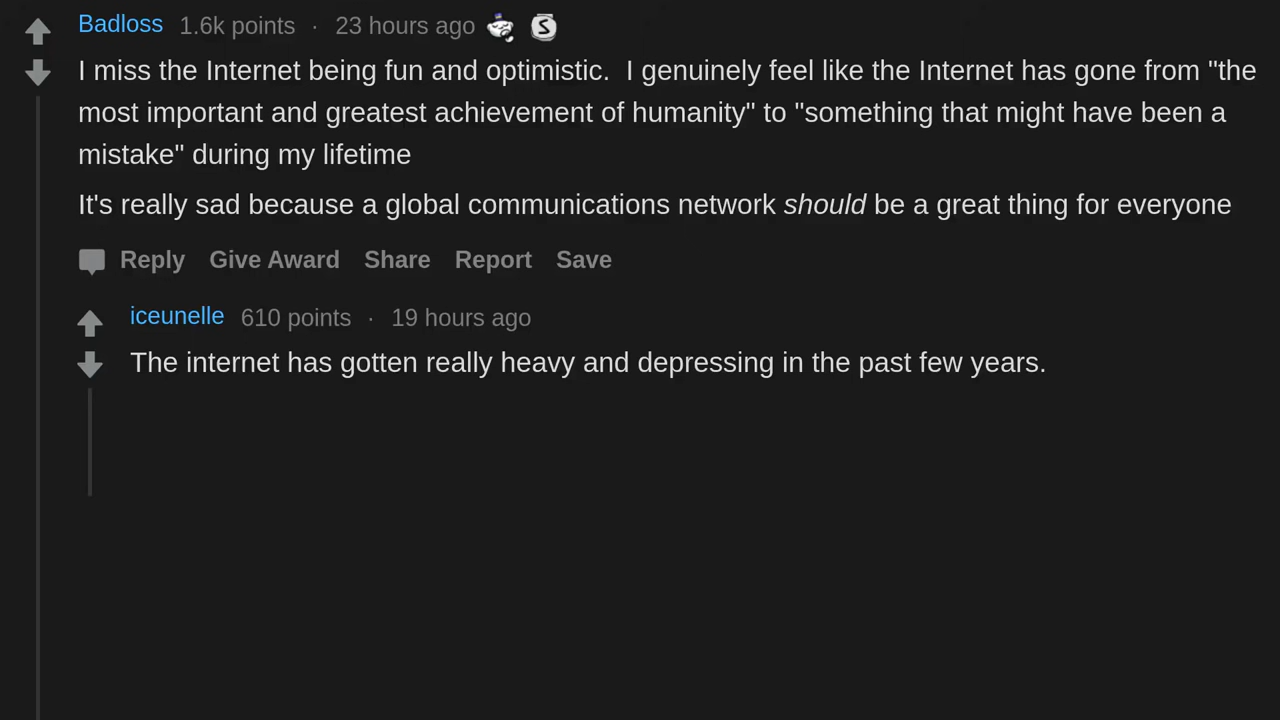 Badloss 1.6k points · 23 hours ago S
I miss the Internet being fun and optimistic.  I genuinely feel like the Internet has gone from "the
most important and greatest achievement of humanity" to "something that might have been a
mistake" during my lifetime
It's really sad because a global communications network should be a great thing for everyone
Reply Give Award Share Report Save
iceunelle 610 points · 19 hours ago
The internet has gotten really heavy and depressing in the past few years.